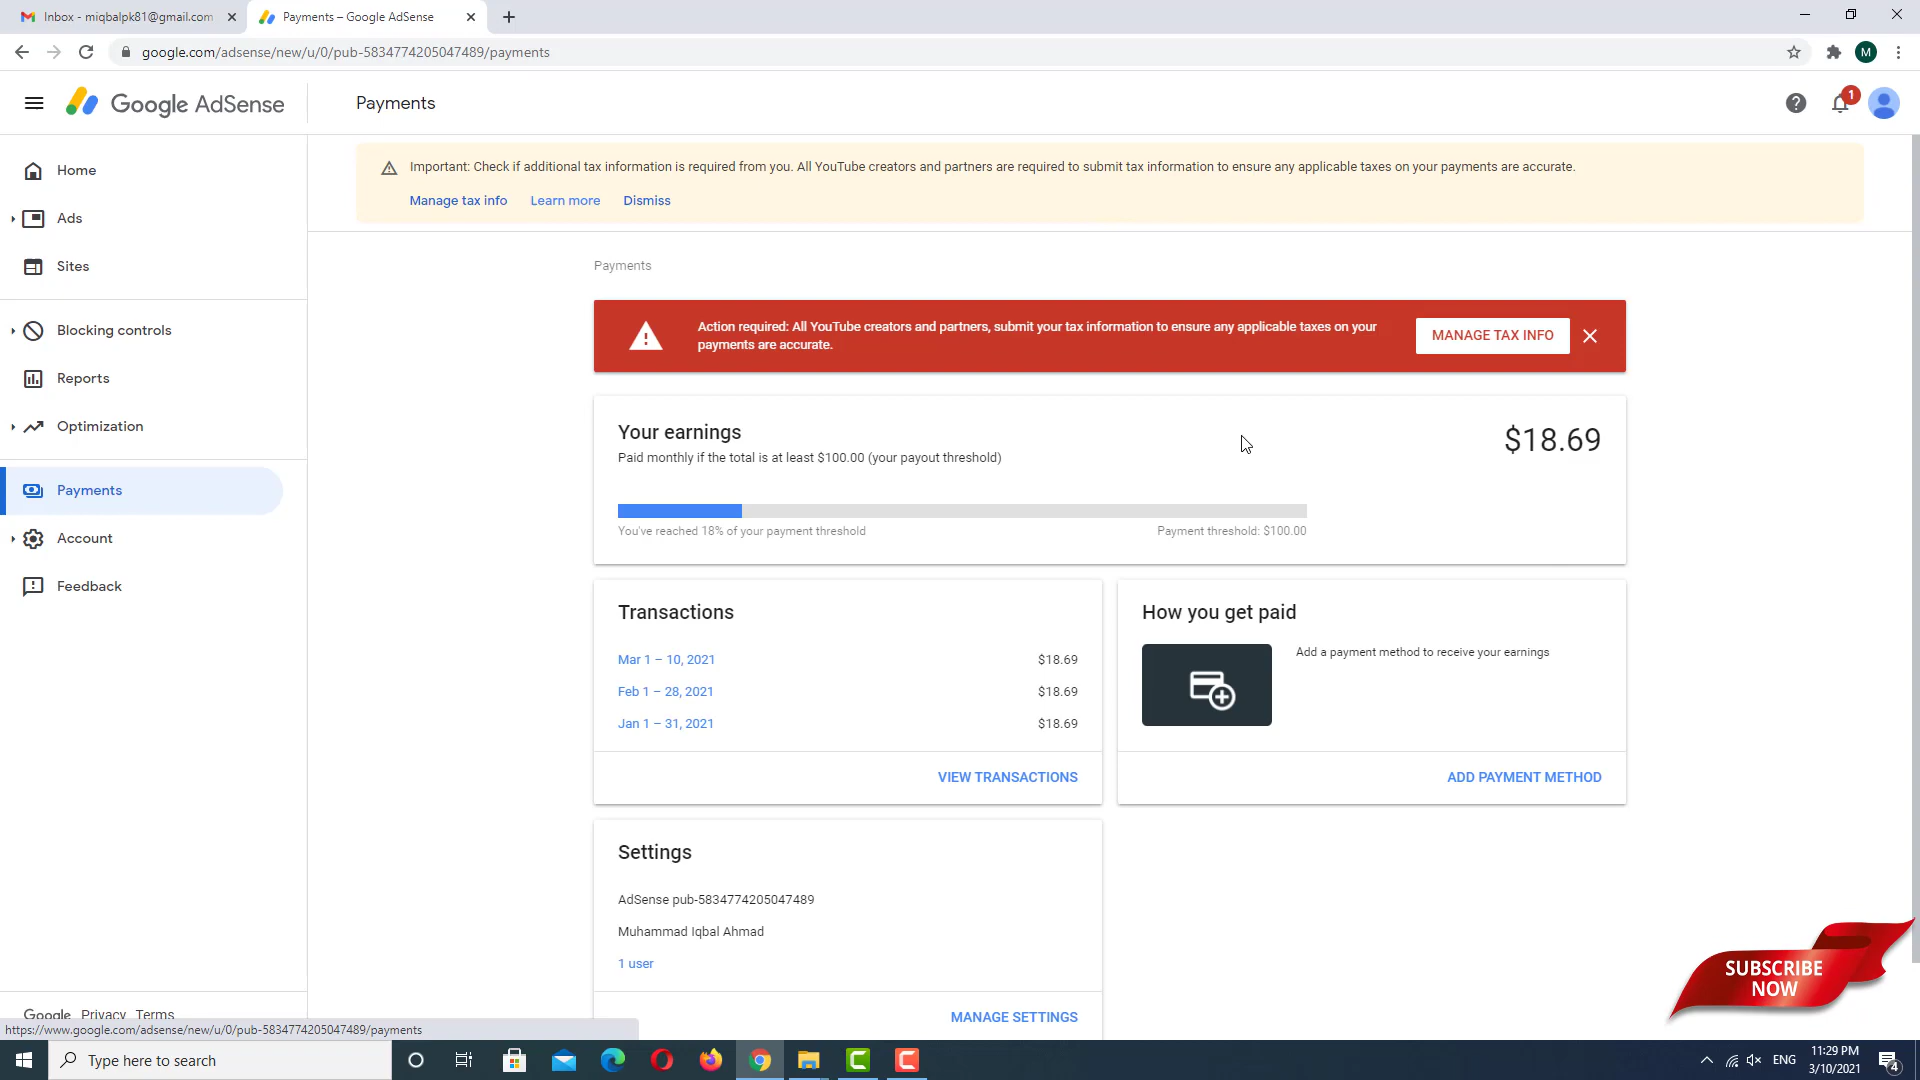 Inbox - miqbalpk81@gmail.com
Payments – Google AdSense
google.com/adsense/new/u/0/pub-5834774205047489/payments
M
Google AdSense
Payments
1
Home
Ads
Sites
Blocking controls
Reports
Optimization
Payments
Account
Feedback
Google Privacy Terms
https://www.google.com/adsense/new/u/0/pub-5834774205047489/payments
Important: Check if additional tax information is required from you. All YouTube creators and partners are required to submit tax information to ensure any applicable taxes on your payments are accurate.
Manage tax info Learn more Dismiss
Payments
Action required: All YouTube creators and partners, submit your tax information to ensure any applicable taxes on your
payments are accurate.
MANAGE TAX INFO
Your earnings
$18.69
Paid monthly if the total is at least $100.00 (your payout threshold)
You've reached 18% of your payment threshold
Payment threshold: $100.00
Transactions
Mar 1 – 10, 2021 $18.69
Feb 1 – 28, 2021 $18.69
Jan 1 – 31, 2021 $18.69
VIEW TRANSACTIONS
How you get paid
Add a payment method to receive your earnings
ADD PAYMENT METHOD
Settings
AdSense pub-5834774205047489
Muhammad Iqbal Ahmad
1 user
MANAGE SETTINGS
SUBSCRIBE
NOW
Type here to search
ENG
11:29 PM
3/10/2021
4